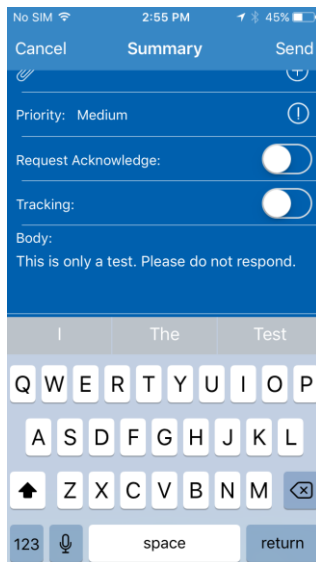 No SIM 2:55 PM 45%
Cancel Summary Send
Priority: Medium
Request Acknowledge:
Tracking:
Body:
This is only a test. Please do not respond.
I The Test
Q W E R T Y U I O P
A S D F G H J K L
Z X C V B N M
123 space return